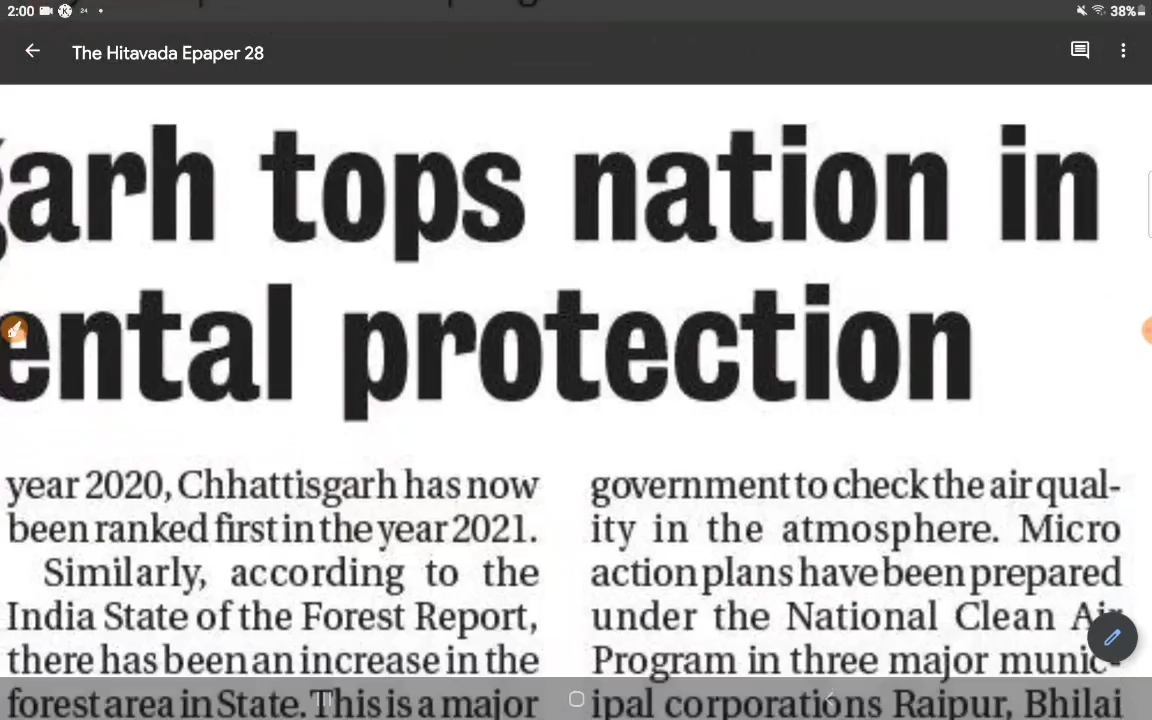 2:00 24 38%
The Hitavada Epaper 28
garh tops nation in
ental protection
year 2020, Chhattisgarh has now
been ranked first in the year 2021.
Similarly, according to the
India State of the Forest Report,
there has been an increase in the
forest area in State. This is a major
government to check the air qual-
ity in the atmosphere. Micro
action plans have been prepared
under the National Clean Air
Program in three major munic-
ipal corporations Raipur, Bhilai